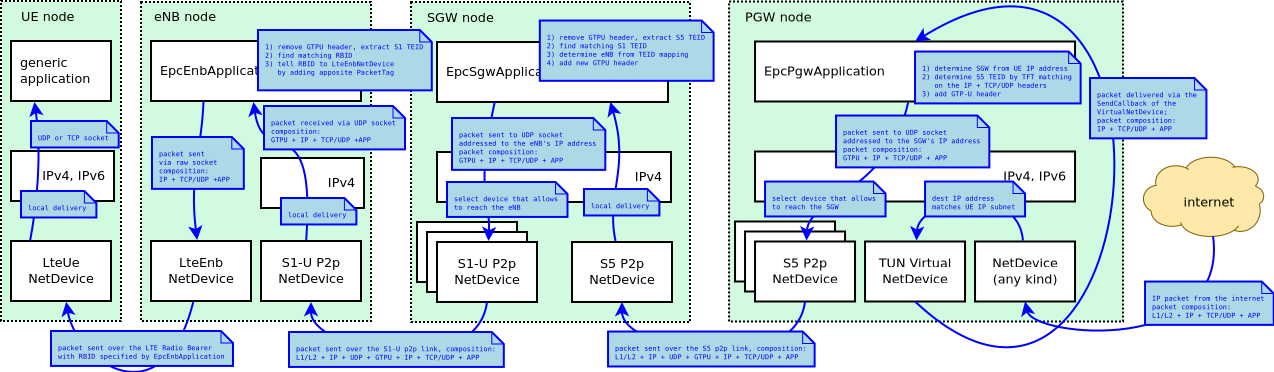 UE node
generic
application
UDP or TCP socket
IPv4, IPv6
local delivery
LteUe
NetDevice
packet sent over the LTE Radio Bearer
with RBID specified by EpcEnbApplication
eNB node
EpcEnbApplicat
1) remove GTPU header, extract S1 TEID
2) find matching RBID
3) tell RBID to LteEnbNetDevice
by adding apposite PacketTag
packet sent
via raw socket
composition:
IP + TCP/UDP +APP
packet received via UDP socket
composition:
GTPU + IP + TCP/UDP +APP
IPv4
local delivery
LteEnb
NetDevice
S1-U P2p
NetDevice
packet sent over the S1-U p2p link, composition:
L1/L2 + IP + UDP + GTPU + IP + TCP/UDP + APP
SGW node
EpcSgwApplica
1) remove GTPU header, extract S5 TEID
2) find matching S1 TEID
3) determine eNB from TEID mapping
4) add new GTPU header
packet sent to UDP socket
addressed to the eNB's IP address
packet composition:
GTPU + IP + TCP/UDP + APP
IPv4
select device that allows
to reach the eNB
local delivery
S1-U P2p
NetDevice
S5 P2p
NetDevice
packet sent over the S5 p2p link, composition:
L1/L2 + IP + UDP + GTPU + IP + TCP/UDP + APP
PGW node
EpcPgwApplication
1) determine SGW from UE IP address
2) determine S5 TEID by TFT matching
on the IP + TCP/UDP headers
3) add GTP-U header
packet sent to UDP socket
addressed to the SGW's IP address
packet composition:
GTPU + IP + TCP/UDP + APP
IPv4, IPv6
select device that allows
to reach the SGW
dest IP address
matches UE IP subnet
S5 P2p
NetDevice
TUN Virtual
NetDevice
NetDevice
(any kind)
packet delivered via the
SendCallback of the
VirtualNetDevice;
packet composition:
IP + TCP/UDP + APP
internet
IP packet from the internet
packet composition:
L1/L2 + IP + TCP/UDP + APP